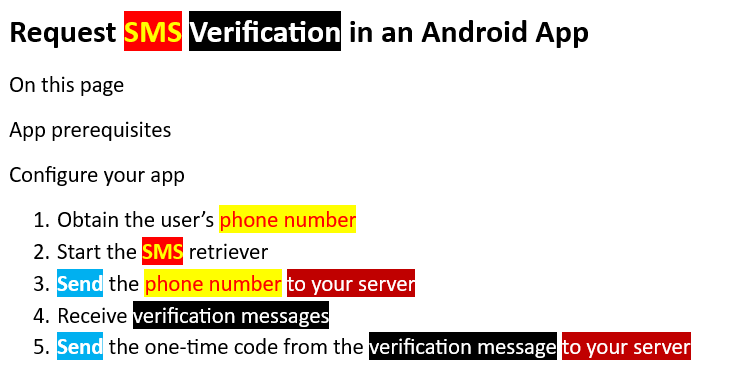 Request SMS Verification in an Android App
On this page
App prerequisites
Configure your app
1. Obtain the user’s phone number
2. Start the SMS retriever
3. Send the phone number to your server
4. Receive verification messages
5. Send the one-time code from the verification message to your server